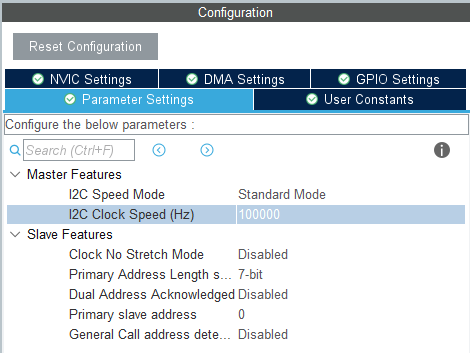 Configuration
Reset Configuration
NVIC Settings DMA Settings GPIO Settings
Parameter Settings User Constants
Configure the below parameters :
Search (Ctrl+F)
Master Features
I2C Speed Mode Standard Mode
I2C Clock Speed (Hz) 100000
Slave Features
Clock No Stretch Mode Disabled
Primary Address Length s... 7-bit
Dual Address Acknowledged Disabled
Primary slave address 0
General Call address dete... Disabled